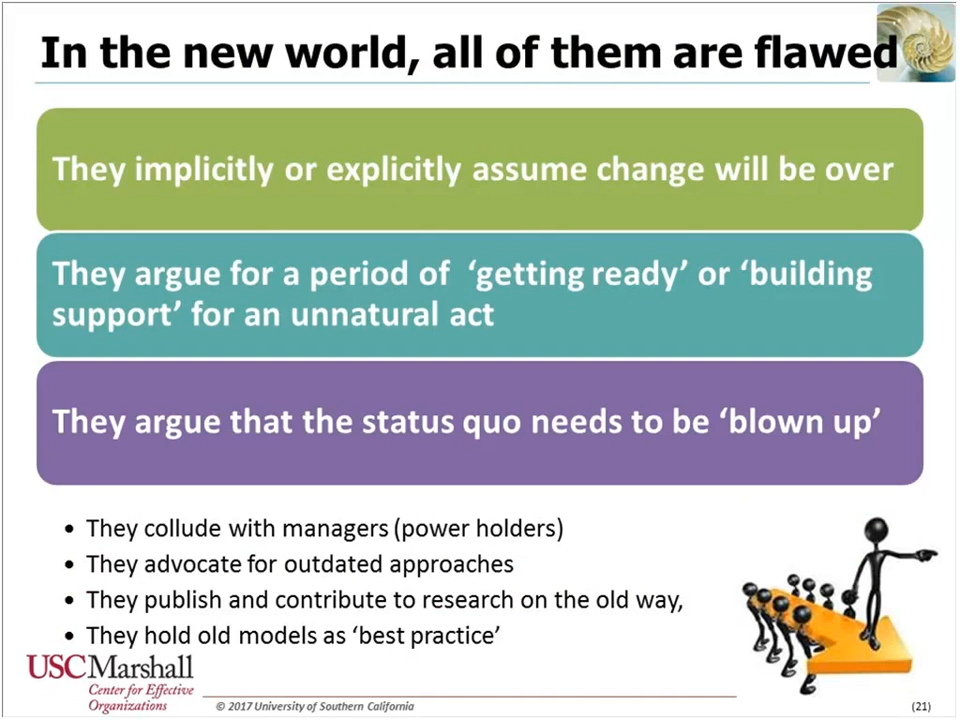 In the new world, all of them are flawed
They implicitly or explicitly assume change will be over
They argue for a period of ‘getting ready’ or ‘building
support’ for an unnatural act
They argue that the status quo needs to be ‘blown up’
• They collude with managers (power holders)
• They advocate for outdated approaches
• They publish and contribute to research on the old way,
• They hold old models as ‘best practice’
USC Marshall
Center for Effective
Organizations
© 2017 University of Southern California
(21)